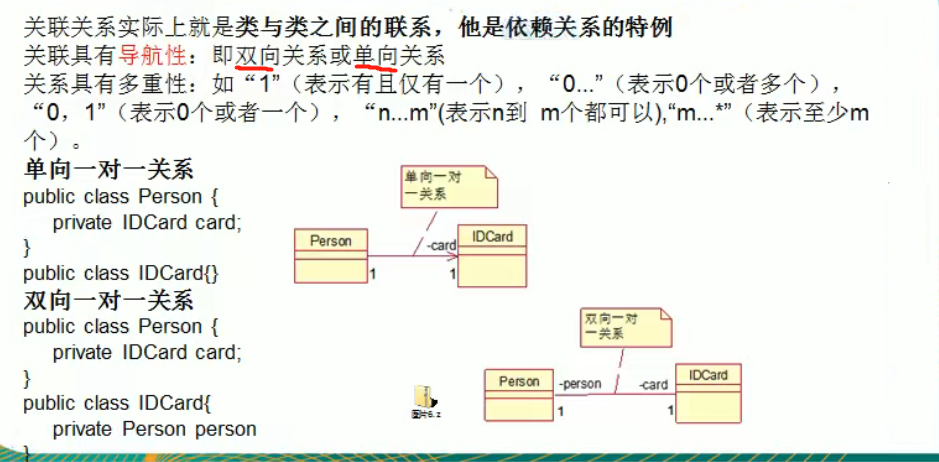 关联关系实际上就是类与类之间的联系，他是依赖关系的特例
关联具有导航性：即双向关系或单向关系
关系具有多重性：如“1”（表示有且仅有一个），“0...”（表示0个或者多个），
“0，1”（表示0个或者一个），“n...m”(表示n到 m个都可以),“m...*”（表示至少m
个）。
单向一对一关系
public class Person {
private IDCard card;
}
public class IDCard{}
双向一对一关系
public class Person {
private IDCard card;
}
public class IDCard{
private Person person
}
单向一对
一关系
Person
-card
IDCard
1
1
双向一对
一关系
Person
-person
-card
IDCard
1
1
图片6.z